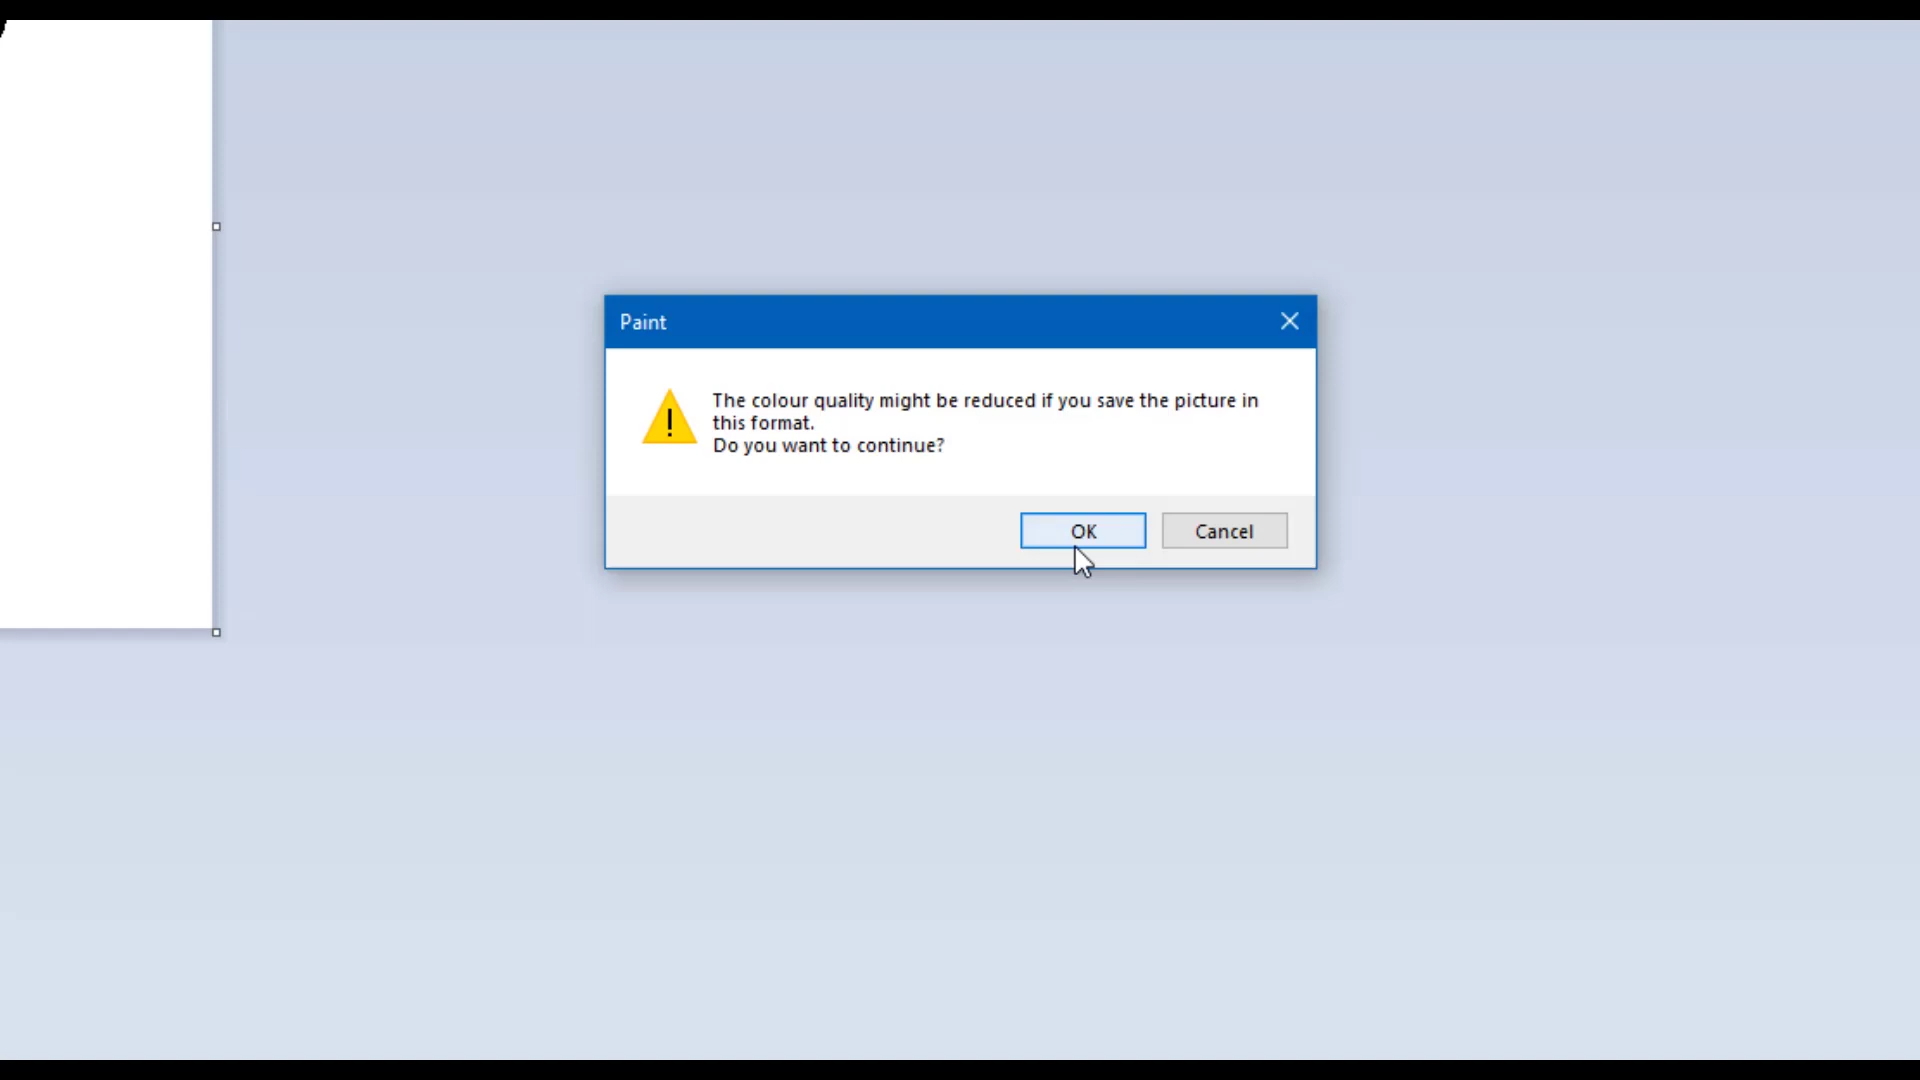 Paint
The colour quality might be reduced if you save the picture in
this format.
Do you want to continue?
OK
Cancel